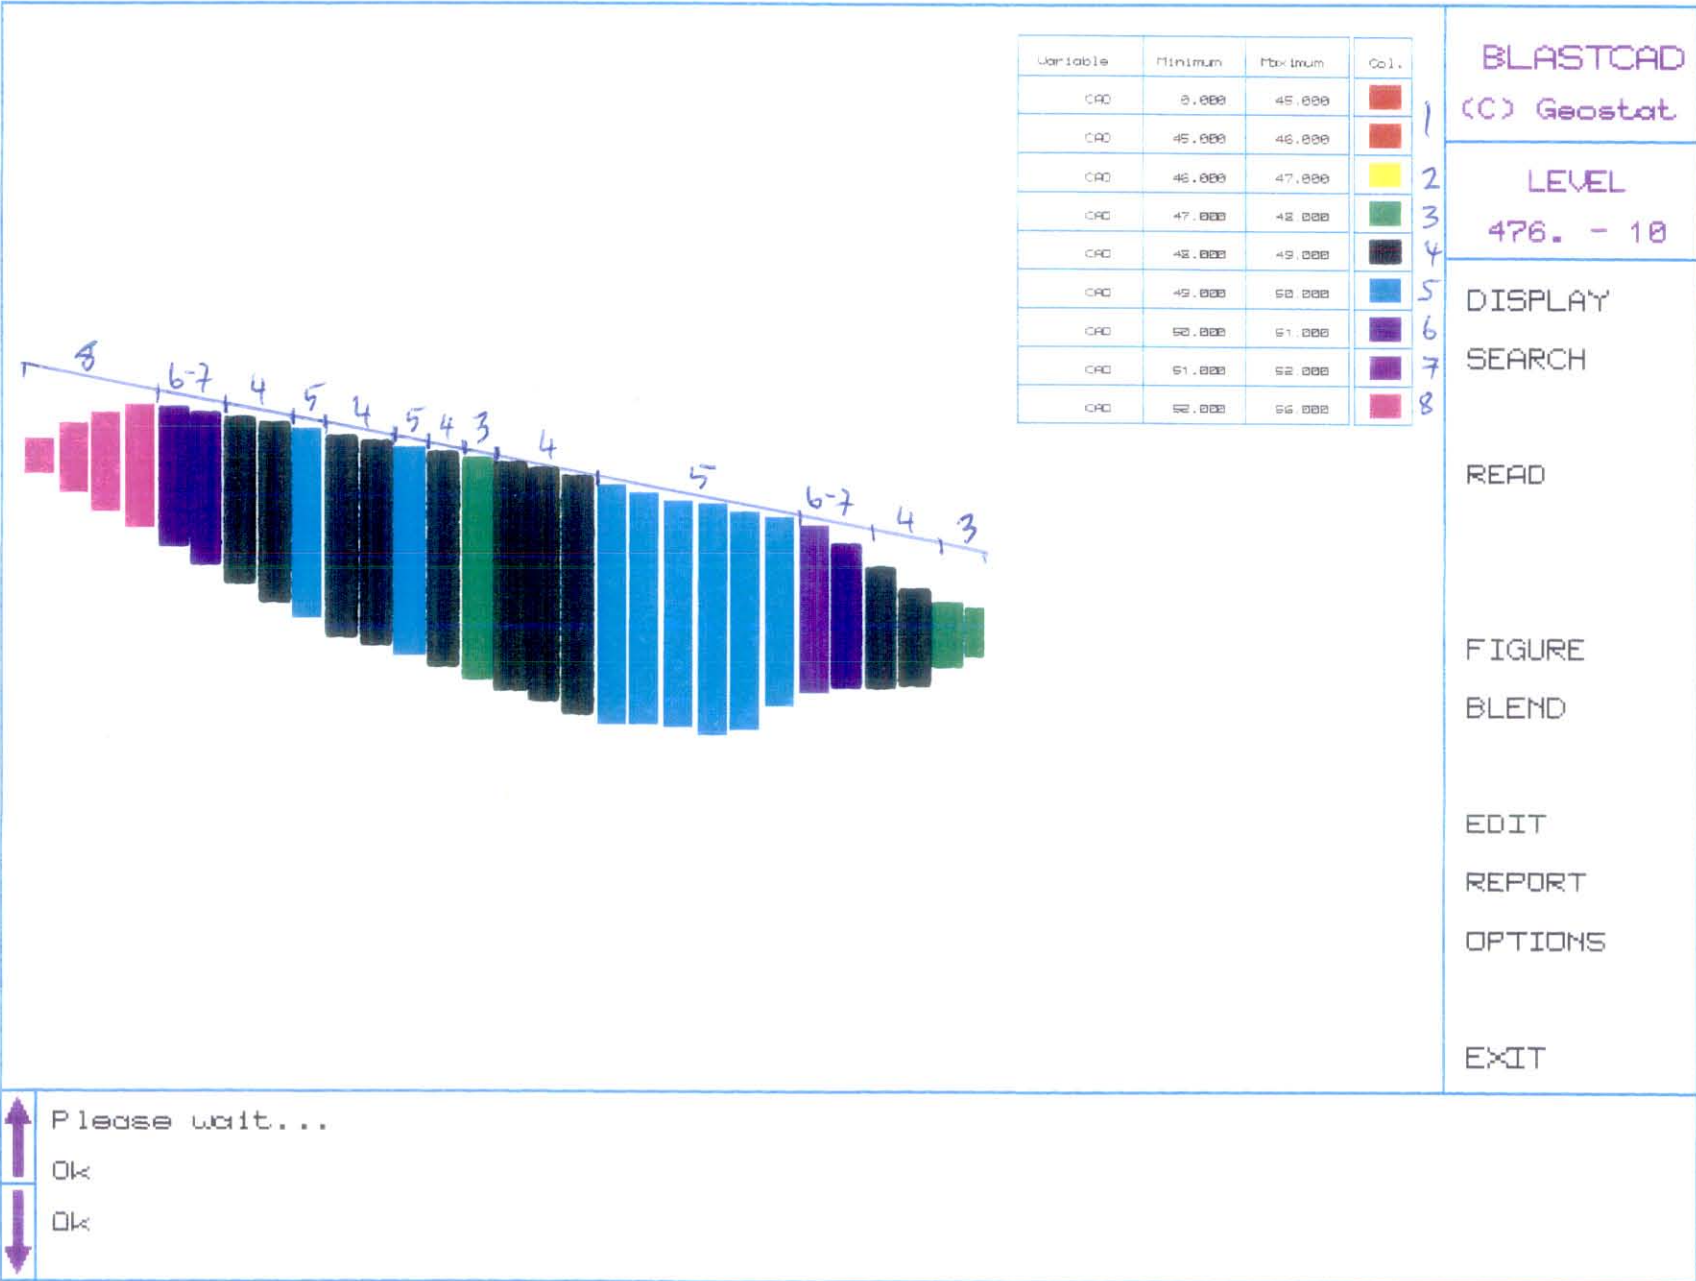 Variable Minimum Maximum Col.
CAO 0.000 45.000
1
CAO 45.000 46.000
CAO 46.000 47.000 2
CAO 47.000 48.000 3
CAO 48.000 49.000 4
CAO 49.000 50.000 5
CAO 50.000 51.000 6
CAO 51.000 52.000 7
CAO 52.000 56.000 8
BLASTCAD
(C) Geostat
LEVEL
476. - 10
DISPLAY
SEARCH
READ
FIGURE
BLEND
EDIT
REPORT
OPTIONS
EXIT
8 6-7 4 5 4 5 4 3 4 5 6-7 4 3
Please wait...
Ok
Ok